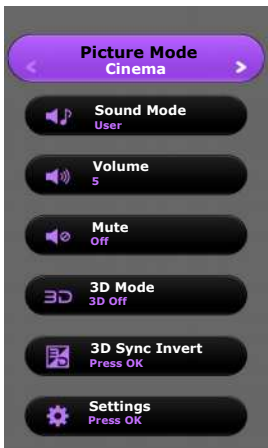 Picture Mode
Cinema
Sound Mode
User
Volume
5
Mute
Off
3D
3D Mode
3D Off
3D Sync Invert
Press OK
Settings
Press OK